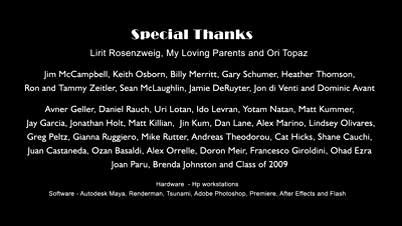 Special Thanks
Lirit Rosenzweig, My Loving Parents and Ori Topaz
Jim McCampbell, Keith Osborn, Billy Merritt, Gary Schumer, Heather Thomson,
Ron and Tammy Zeitler, Sean McLaughlin, Jamie DeRuyter, Jon di Venti and Dominic Avant
Avner Geller, Daniel Rauch, Uri Lotan, Ido Levran, Yotam Natan, Matt Kummer,
Jay Garcia, Jonathan Holt, Matt Killian, Jin Kum, Dan Lane, Alex Marino, Lindsey Olivares,
Greg Peltz, Gianna Ruggiero, Mike Rutter, Andreas Theodorou, Cat Hicks, Shane Cauchi,
Juan Castaneda, Ozan Basaldi, Alex Orrelle, Doron Meir, Francesco Giroldini, Ohad Ezra
Joan Paru, Brenda Johnston and Class of 2009
Hardware - Hp workstations
Software - Autodesk Maya, Renderman, Tsunami, Adobe Photoshop, Premiere, After Effects and Flash